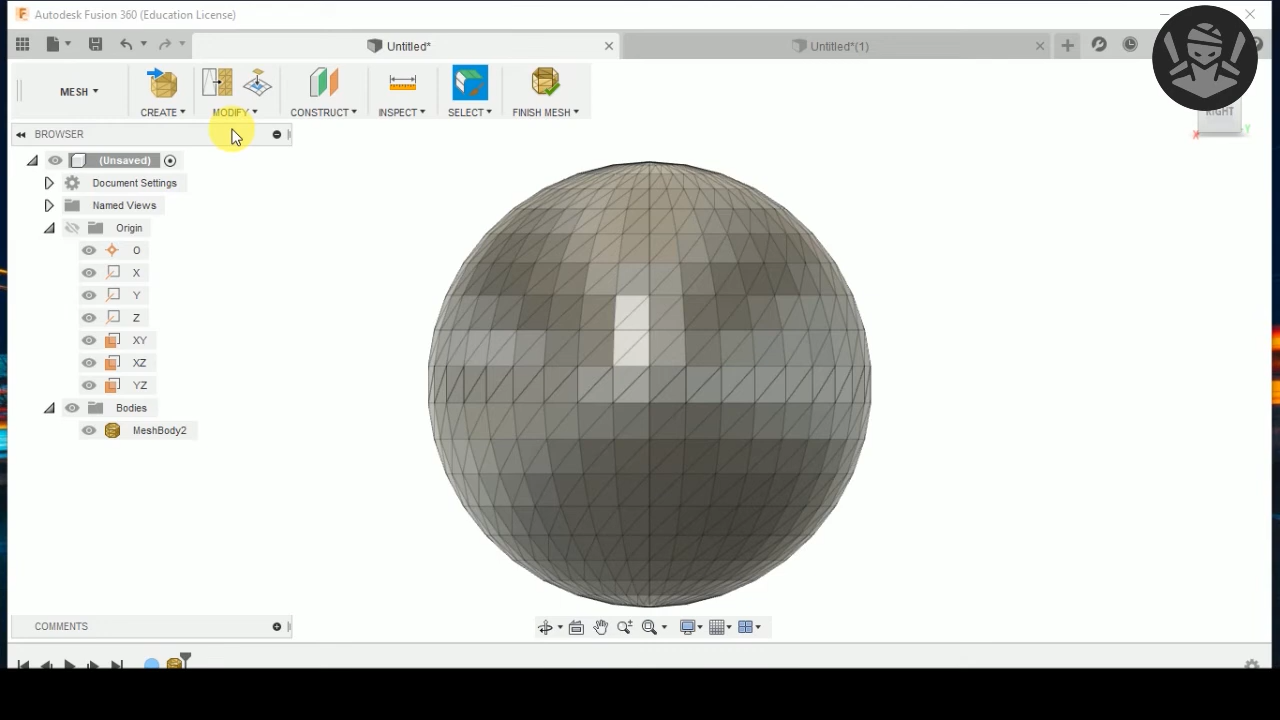 Autodesk Fusion 360 (Education License)
Untitled*
Untitled*(1)
MESH
CREATE
MODIFY
CONSTRUCT
INSPECT
SELECT
FINISH MESH
RIGHT
Y
X
BROWSER
(Unsaved)
Document Settings
Named Views
Origin
O
X
Y
Z
XY
XZ
YZ
Bodies
MeshBody2
COMMENTS